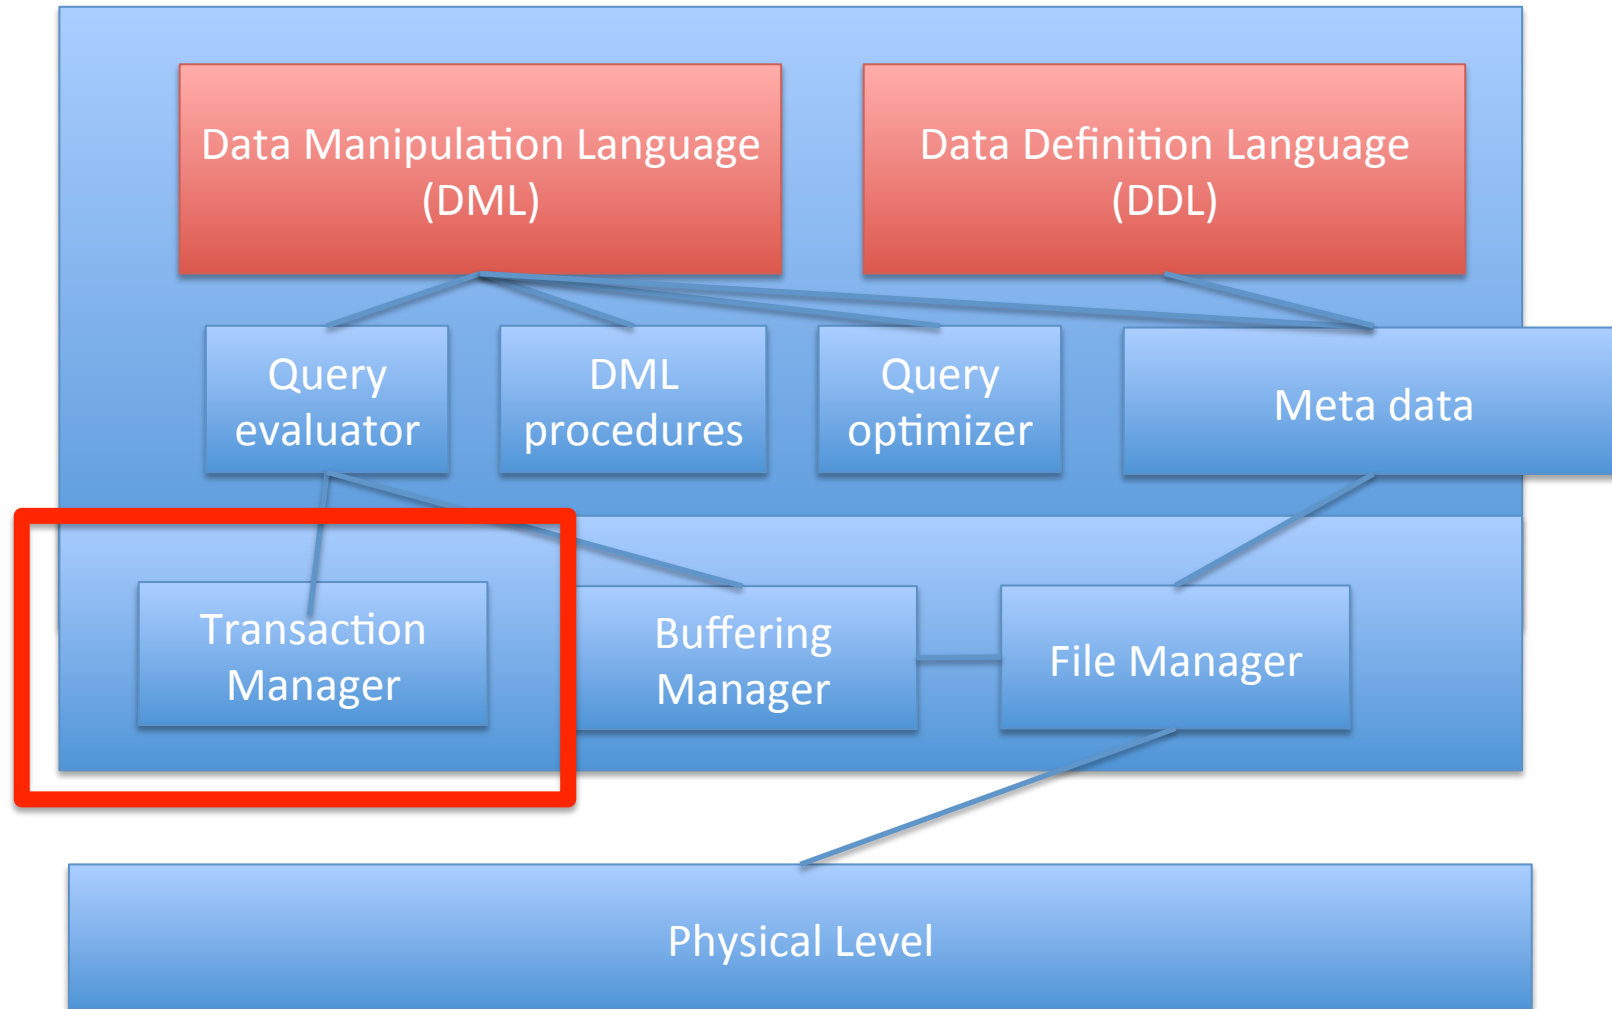 Data Manipulation Language
(DML)
Data Definition Language
(DDL)
Query
evaluator
DML
procedures
Query
optimizer
Meta data
Transaction
Manager
Buffering
Manager
File Manager
Physical Level